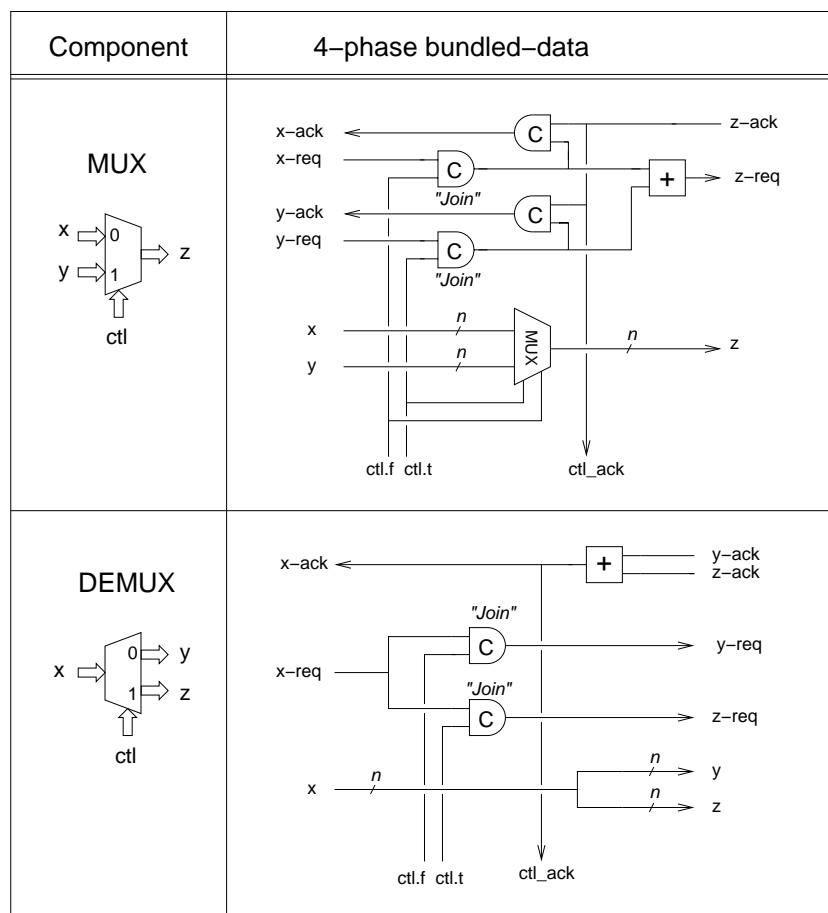 Component
4−phase bundled−data
MUX
x
0
y
1
z
ctl
x−ack
C
z−ack
x−req
C
+
z−req
"Join"
y−ack
C
y−req
C
"Join"
x
n
MUX
n
z
y
n
ctl.f
ctl.t
ctl_ack
DEMUX
x
0
y
1
z
ctl
x−ack
+
y−ack
z−ack
"Join"
C
y−req
x−req
"Join"
C
z−req
x
n
n
y
n
z
ctl.f
ctl.t
ctl_ack